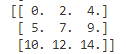 [[ 0.  2.  4.]
 [ 5.  7.  9.]
 [10. 12. 14.]]